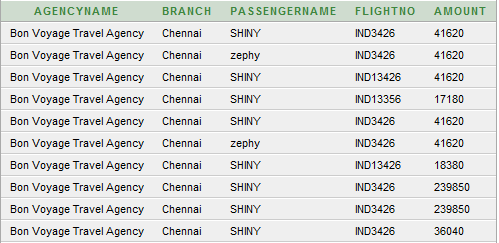 AGENCYNAME BRANCH PASSENGERNAME FLIGHTNO AMOUNT
Bon Voyage Travel Agency Chennai SHINY IND3426 41620
Bon Voyage Travel Agency Chennai zephy IND3426 41620
Bon Voyage Travel Agency Chennai SHINY IND13426 41620
Bon Voyage Travel Agency Chennai SHINY IND13356 17180
Bon Voyage Travel Agency Chennai SHINY IND3426 41620
Bon Voyage Travel Agency Chennai zephy IND3426 41620
Bon Voyage Travel Agency Chennai SHINY IND13426 18380
Bon Voyage Travel Agency Chennai SHINY IND3426 239850
Bon Voyage Travel Agency Chennai SHINY IND3426 239850
Bon Voyage Travel Agency Chennai SHINY IND3426 36040